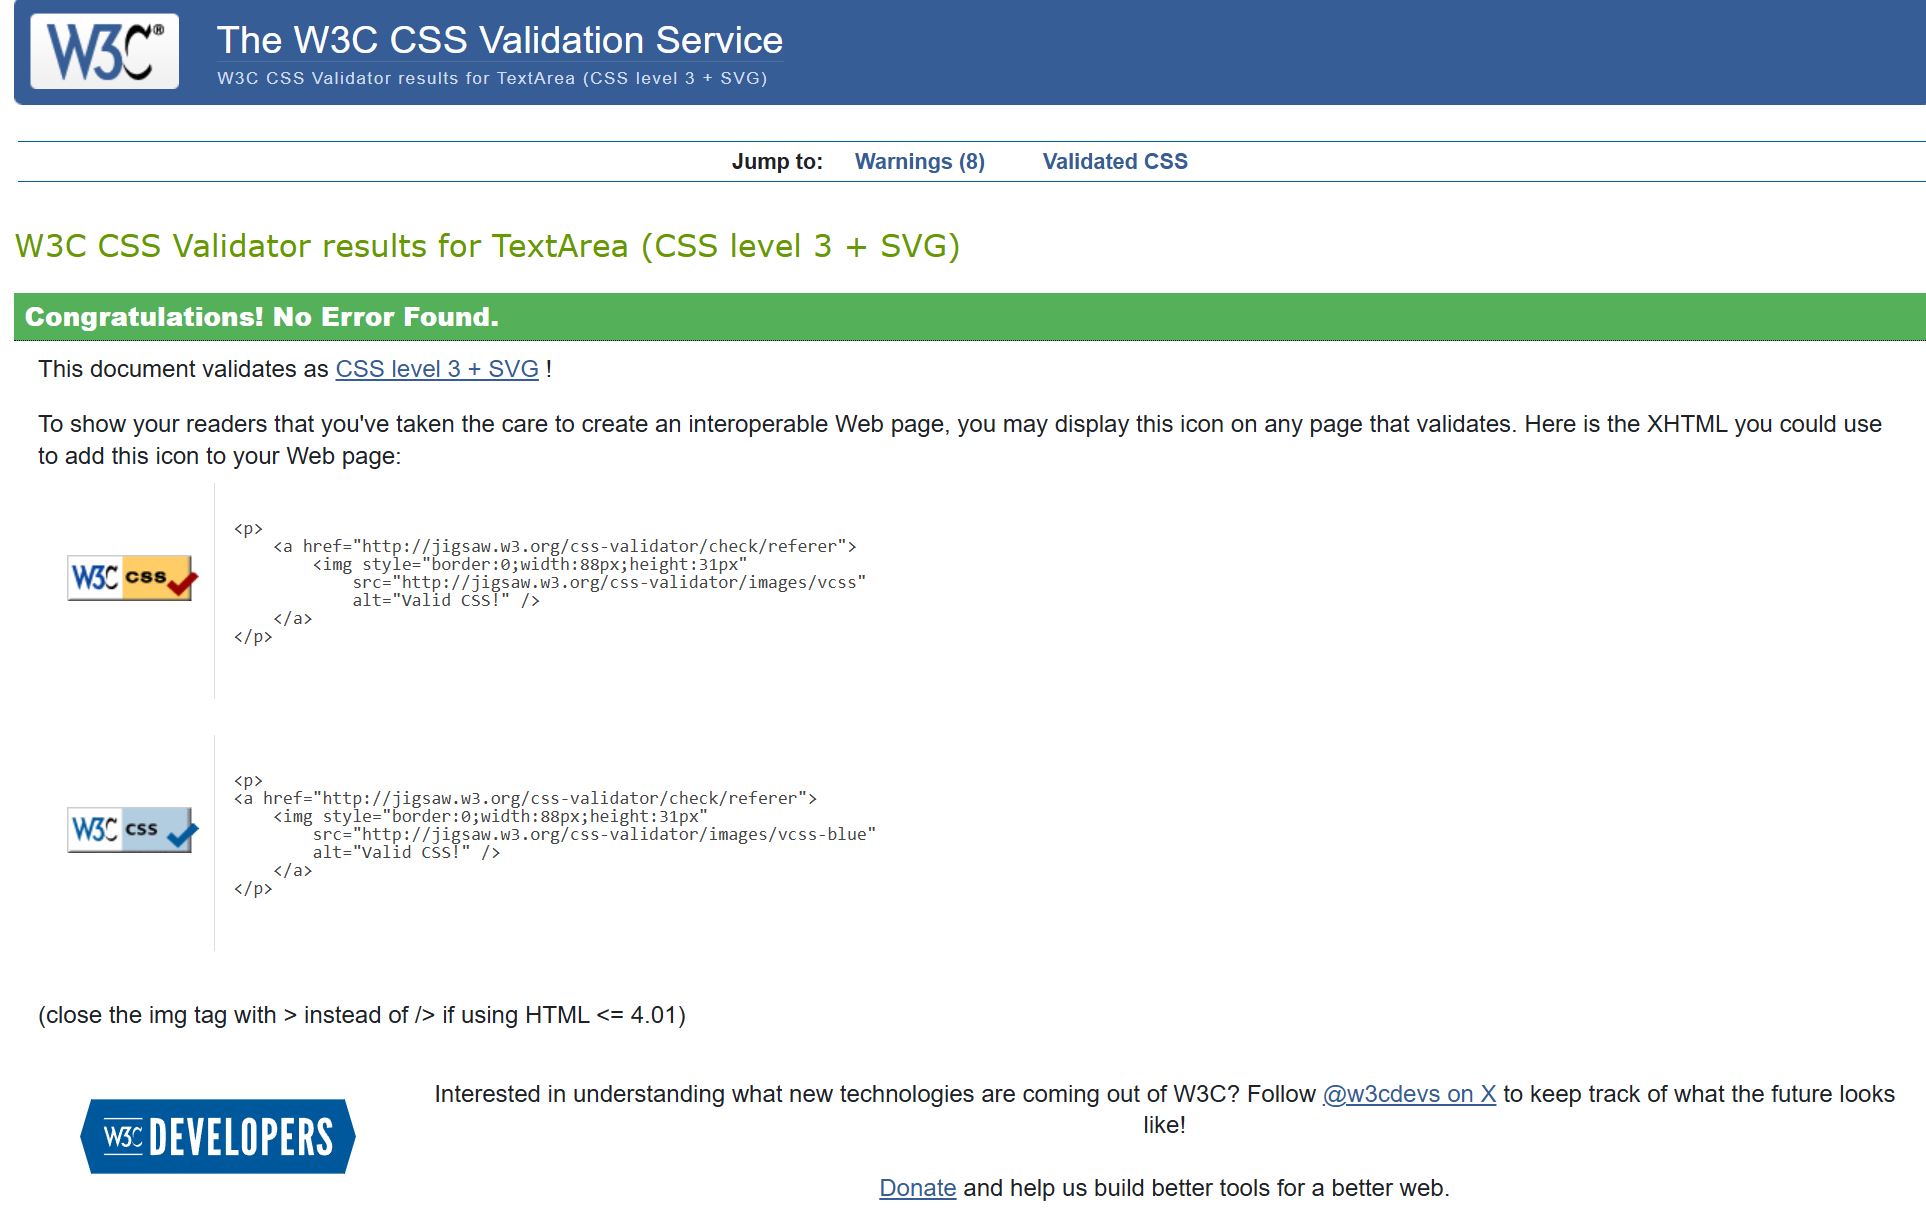 W3C®
The W3C CSS Validation Service
W3C CSS Validator results for TextArea (CSS level 3 + SVG)
Jump to: Warnings (8) Validated CSS
W3C CSS Validator results for TextArea (CSS level 3 + SVG)
Congratulations! No Error Found.
This document validates as CSS level 3 + SVG !
To show your readers that you've taken the care to create an interoperable Web page, you may display this icon on any page that validates. Here is the XHTML you could use
to add this icon to your Web page:
W3C css
<p>
    <a href="http://jigsaw.w3.org/css-validator/check/referer">
        <img style="border:0;width:88px;height:31px"
            src="http://jigsaw.w3.org/css-validator/images/vcss"
            alt="Valid CSS!" />
    </a>
</p>
W3C css
<p>
<a href="http://jigsaw.w3.org/css-validator/check/referer">
    <img style="border:0;width:88px;height:31px"
        src="http://jigsaw.w3.org/css-validator/images/vcss-blue"
        alt="Valid CSS!" />
    </a>
</p>
(close the img tag with > instead of /> if using HTML <= 4.01)
W3C DEVELOPERS
Interested in understanding what new technologies are coming out of W3C? Follow @w3cdevs on X to keep track of what the future looks
like!
Donate and help us build better tools for a better web.